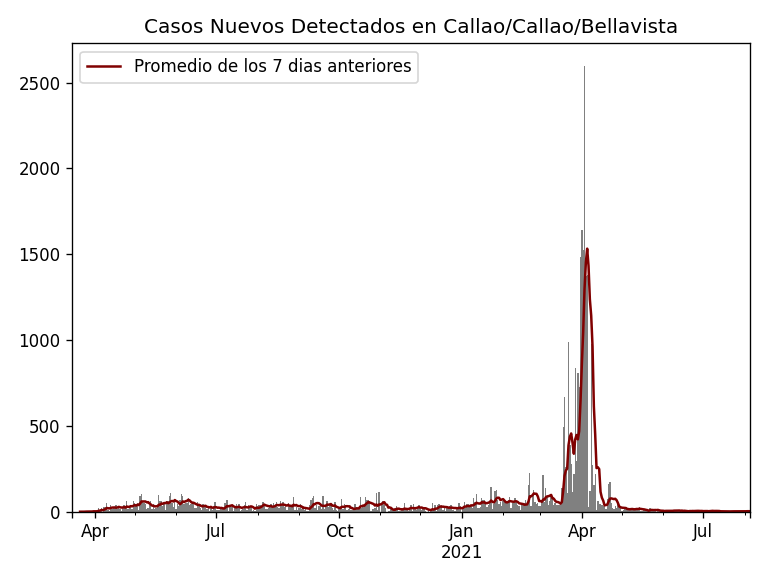 Casos Nuevos Detectados en Callao/Callao/Bellavista
Promedio de los 7 dias anteriores
2500
2000
1500
1000
500
0
Apr Jul Oct Jan Apr Jul
2021